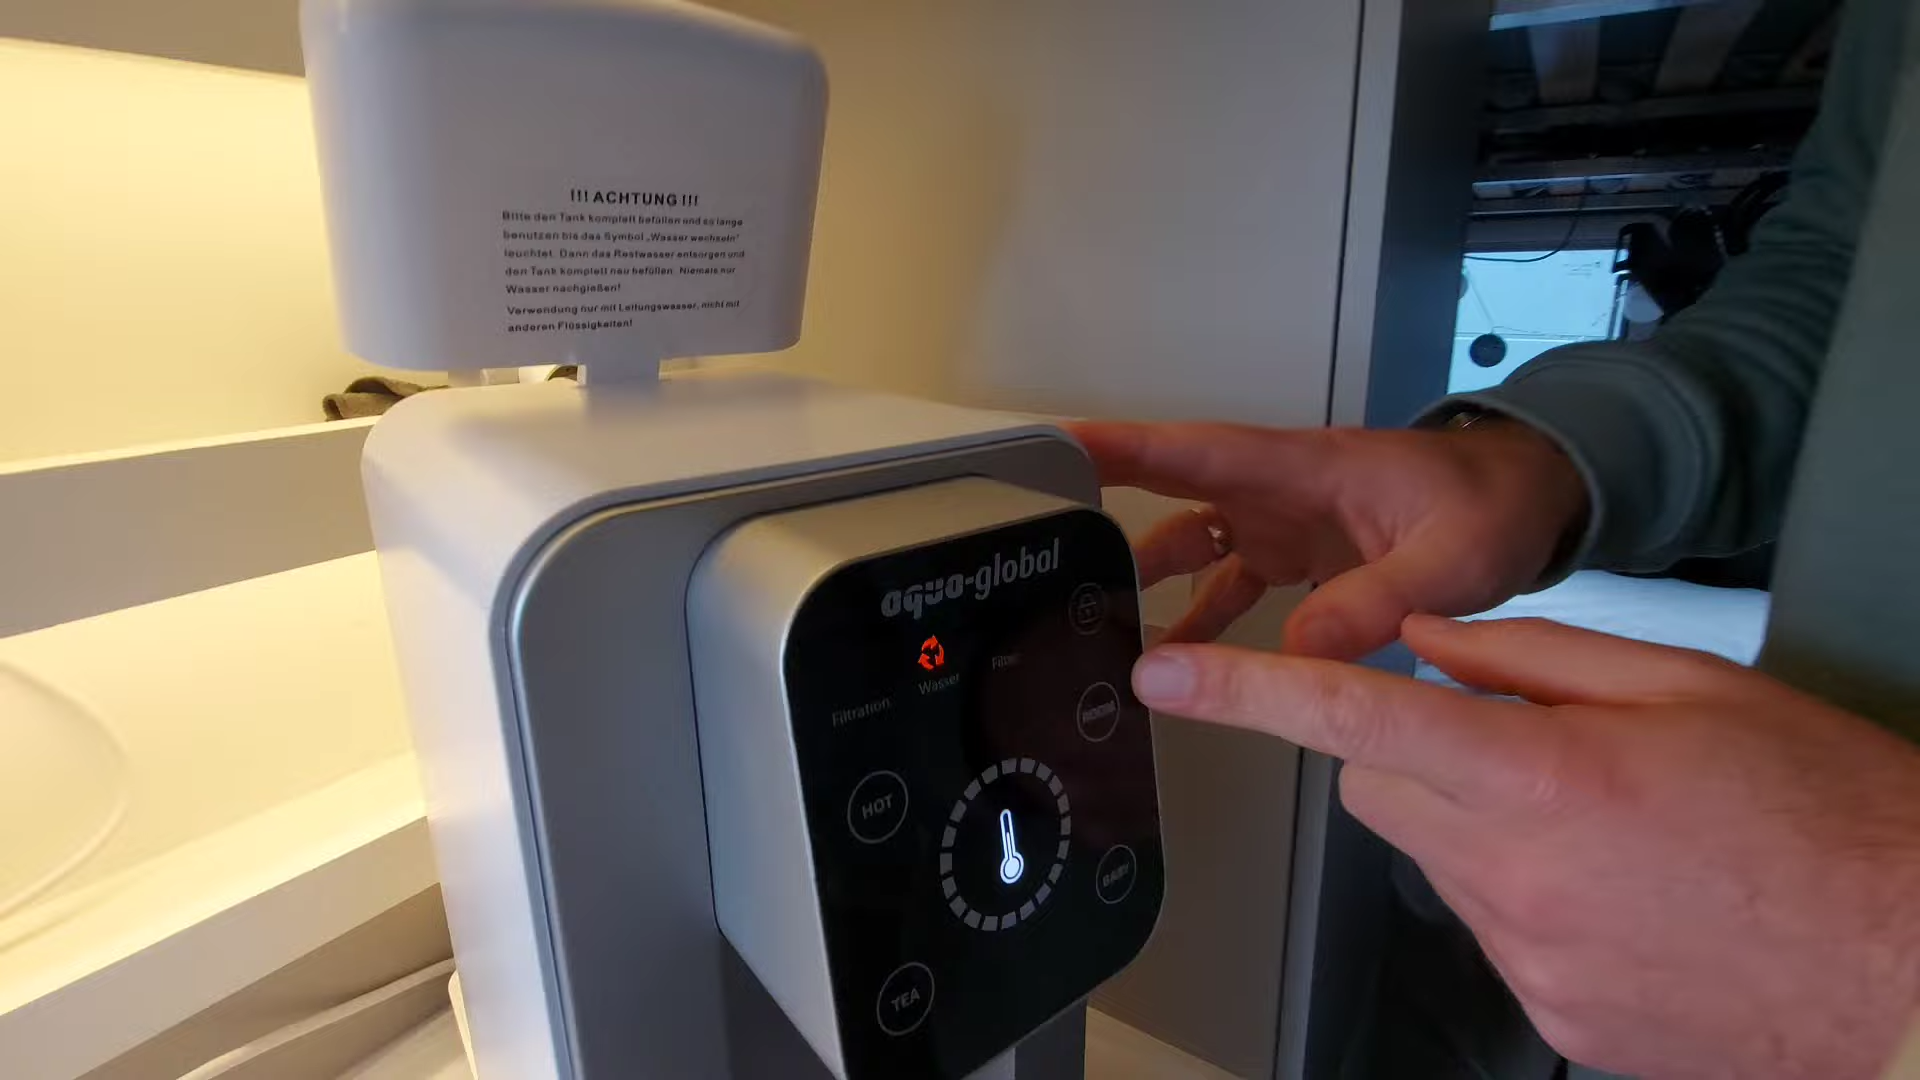 !!! ACHTUNG !!!
Bitte den Tank komplett befüllen und so lange
benutzen bis das Symbol „Wasser wechseln"
leuchtet. Dann das Restwasser entsorgen und
den Tank komplett neu befüllen. Niemals nur
Wasser nachgießen!
Verwendung nur mit Leitungswasser, nicht mit
anderen Flüssigkeiten!
aqua-global
Filtration
Wasser
Filter
ROOM
HOT
BABY
TEA